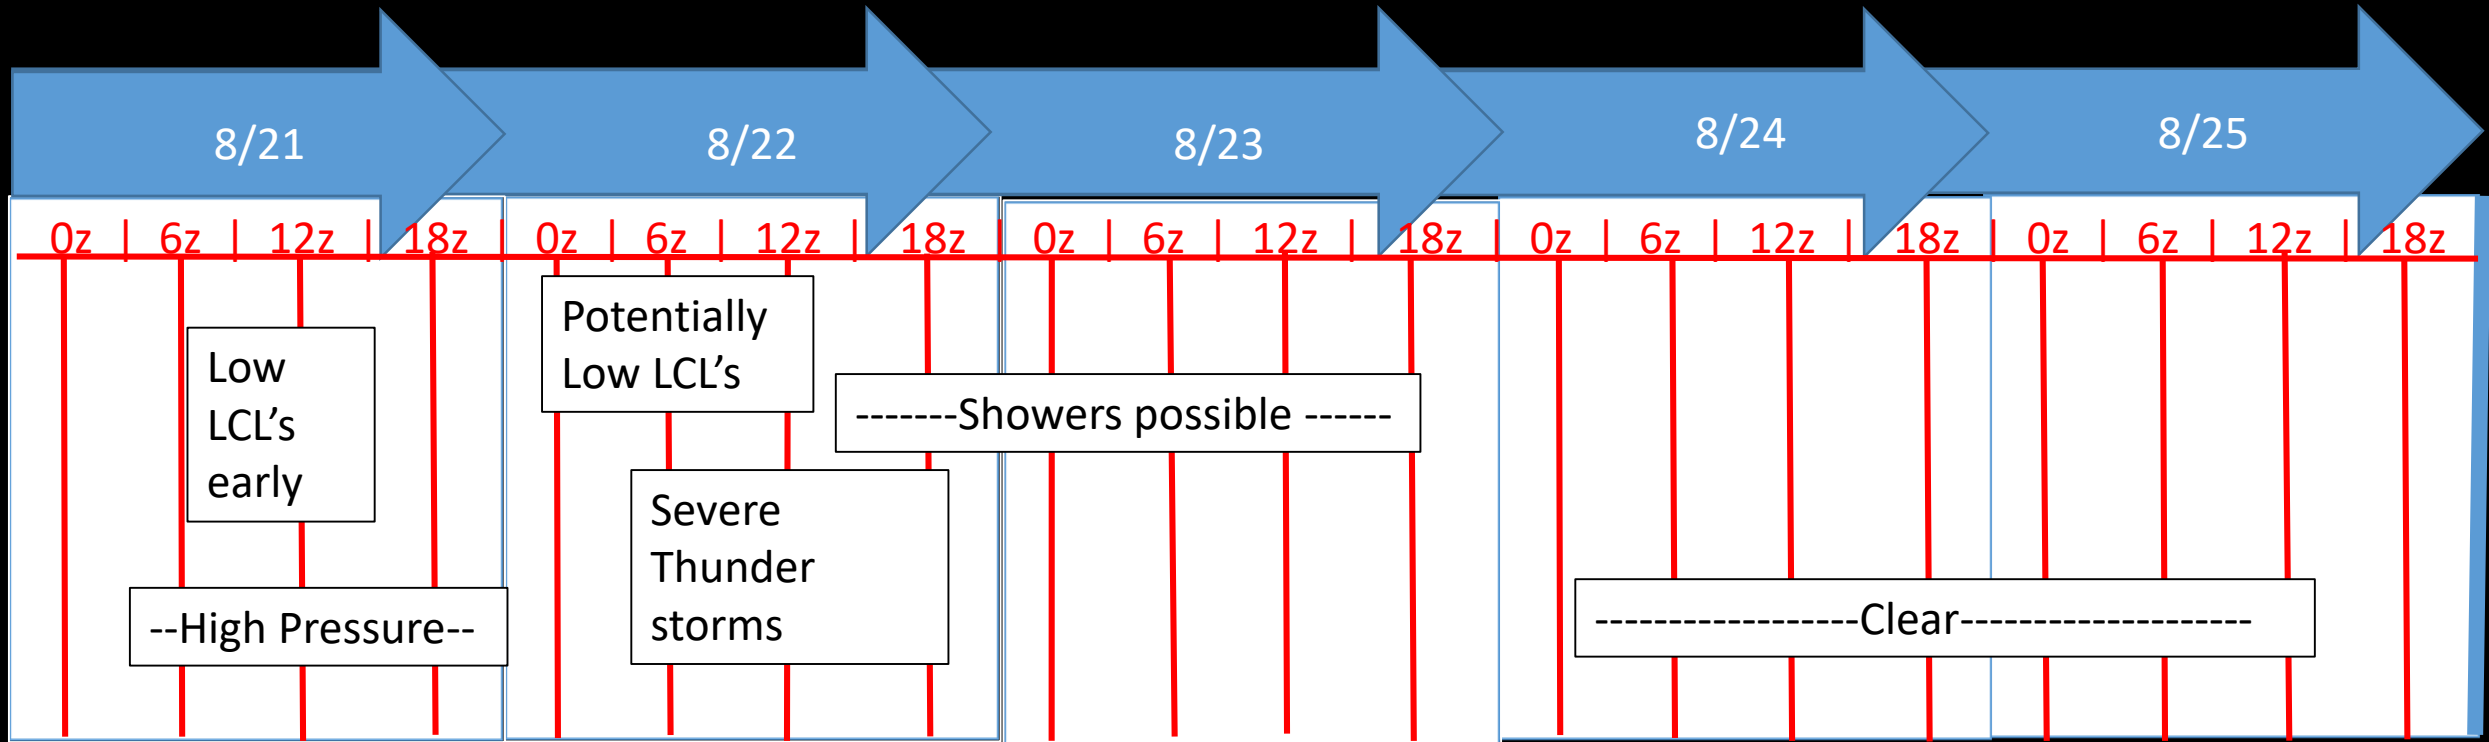 8/21 8/22 8/23 8/24 8/25
0z | 6z | 12z | 18z | 0z | 6z | 12z | 18z | 0z | 6z | 12z | 18z | 0z | 6z | 12z | 18z | 0z | 6z | 12z | 18z
Low
LCL’s
early
--High Pressure--
Potentially
Low LCL’s
Severe
Thunder
storms
-------Showers possible ------
------------------Clear--------------------